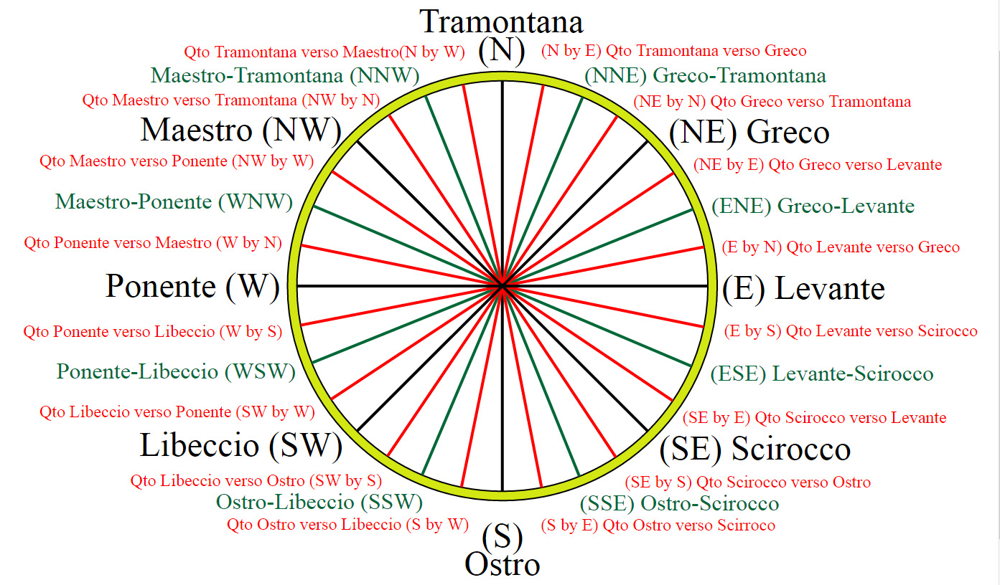 Tramontana
(N)
Qto Tramontana verso Maestro(N by W)
(N by E) Qto Tramontana verso Greco
Maestro-Tramontana (NNW)
(NNE) Greco-Tramontana
Qto Maestro verso Tramontana (NW by N)
(NE by N) Qto Greco verso Tramontana
Maestro (NW)
(NE) Greco
Qto Maestro verso Ponente (NW by W)
(NE by E) Qto Greco verso Levante
Maestro-Ponente (WNW)
(ENE) Greco-Levante
Qto Ponente verso Maestro (W by N)
(E by N) Qto Levante verso Greco
Ponente (W)
(E) Levante
Qto Ponente verso Libeccio (W by S)
(E by S) Qto Levante verso Scirocco
Ponente-Libeccio (WSW)
(ESE) Levante-Scirocco
Qto Libeccio verso Ponente (SW by W)
(SE by E) Qto Scirocco verso Levante
Libeccio (SW)
(SE) Scirocco
Qto Libeccio verso Ostro (SW by S)
(SE by S) Qto Scirocco verso Ostro
Ostro-Libeccio (SSW)
(SSE) Ostro-Scirocco
Qto Ostro verso Libeccio (S by W)
(S by E) Qto Ostro verso Scirroco
(S)
Ostro